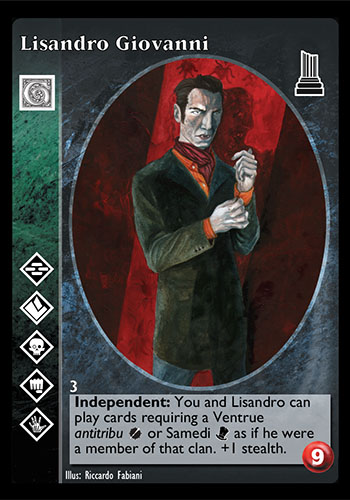 Lisandro Giovanni
G
3
Independent: You and Lisandro can
play cards requiring a Ventrue
antitribu or Samedi as if he were
a member of that clan. +1 stealth.
9
Illus: Riccardo Fabiani